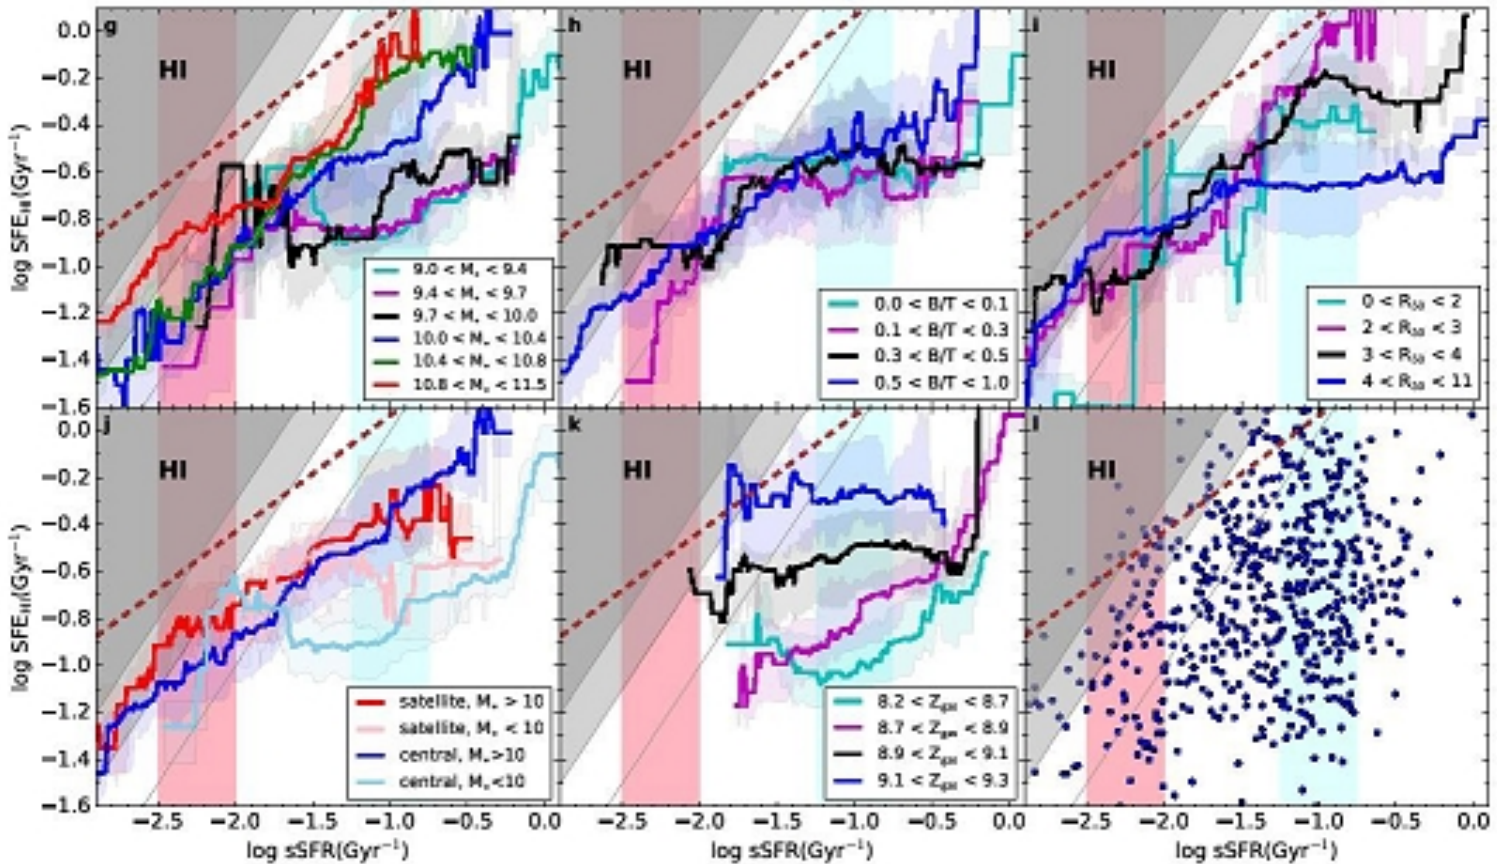 g
HI
h
HI
i
HI
0.0
−0.2
−0.4
−0.6
−0.8
−1.0
−1.2
−1.4
−1.6
log SFE_HI(Gyr⁻¹)
9.0 < M* < 9.4
9.4 < M* < 9.7
9.7 < M* < 10.0
10.0 < M* < 10.4
10.4 < M* < 10.8
10.8 < M* < 11.5
0.0 < B/T < 0.1
0.1 < B/T < 0.3
0.3 < B/T < 0.5
0.5 < B/T < 1.0
0 < R₅₀ < 2
2 < R₅₀ < 3
3 < R₅₀ < 4
4 < R₅₀ < 11
j
HI
k
HI
l
HI
0.0
−0.2
−0.4
−0.6
−0.8
−1.0
−1.2
−1.4
−1.6
log SFE_HI(Gyr⁻¹)
satellite, M* > 10
satellite, M* < 10
central, M*>10
central, M*<10
8.2 < Z_gas < 8.7
8.7 < Z_gas < 8.9
8.9 < Z_gas < 9.1
9.1 < Z_gas < 9.3
−2.5 −2.0 −1.5 −1.0 −0.5 0.0
−2.5 −2.0 −1.5 −1.0 −0.5 0.0
−2.5 −2.0 −1.5 −1.0 −0.5 0.0
log sSFR(Gyr⁻¹)
log sSFR(Gyr⁻¹)
log sSFR(Gyr⁻¹)